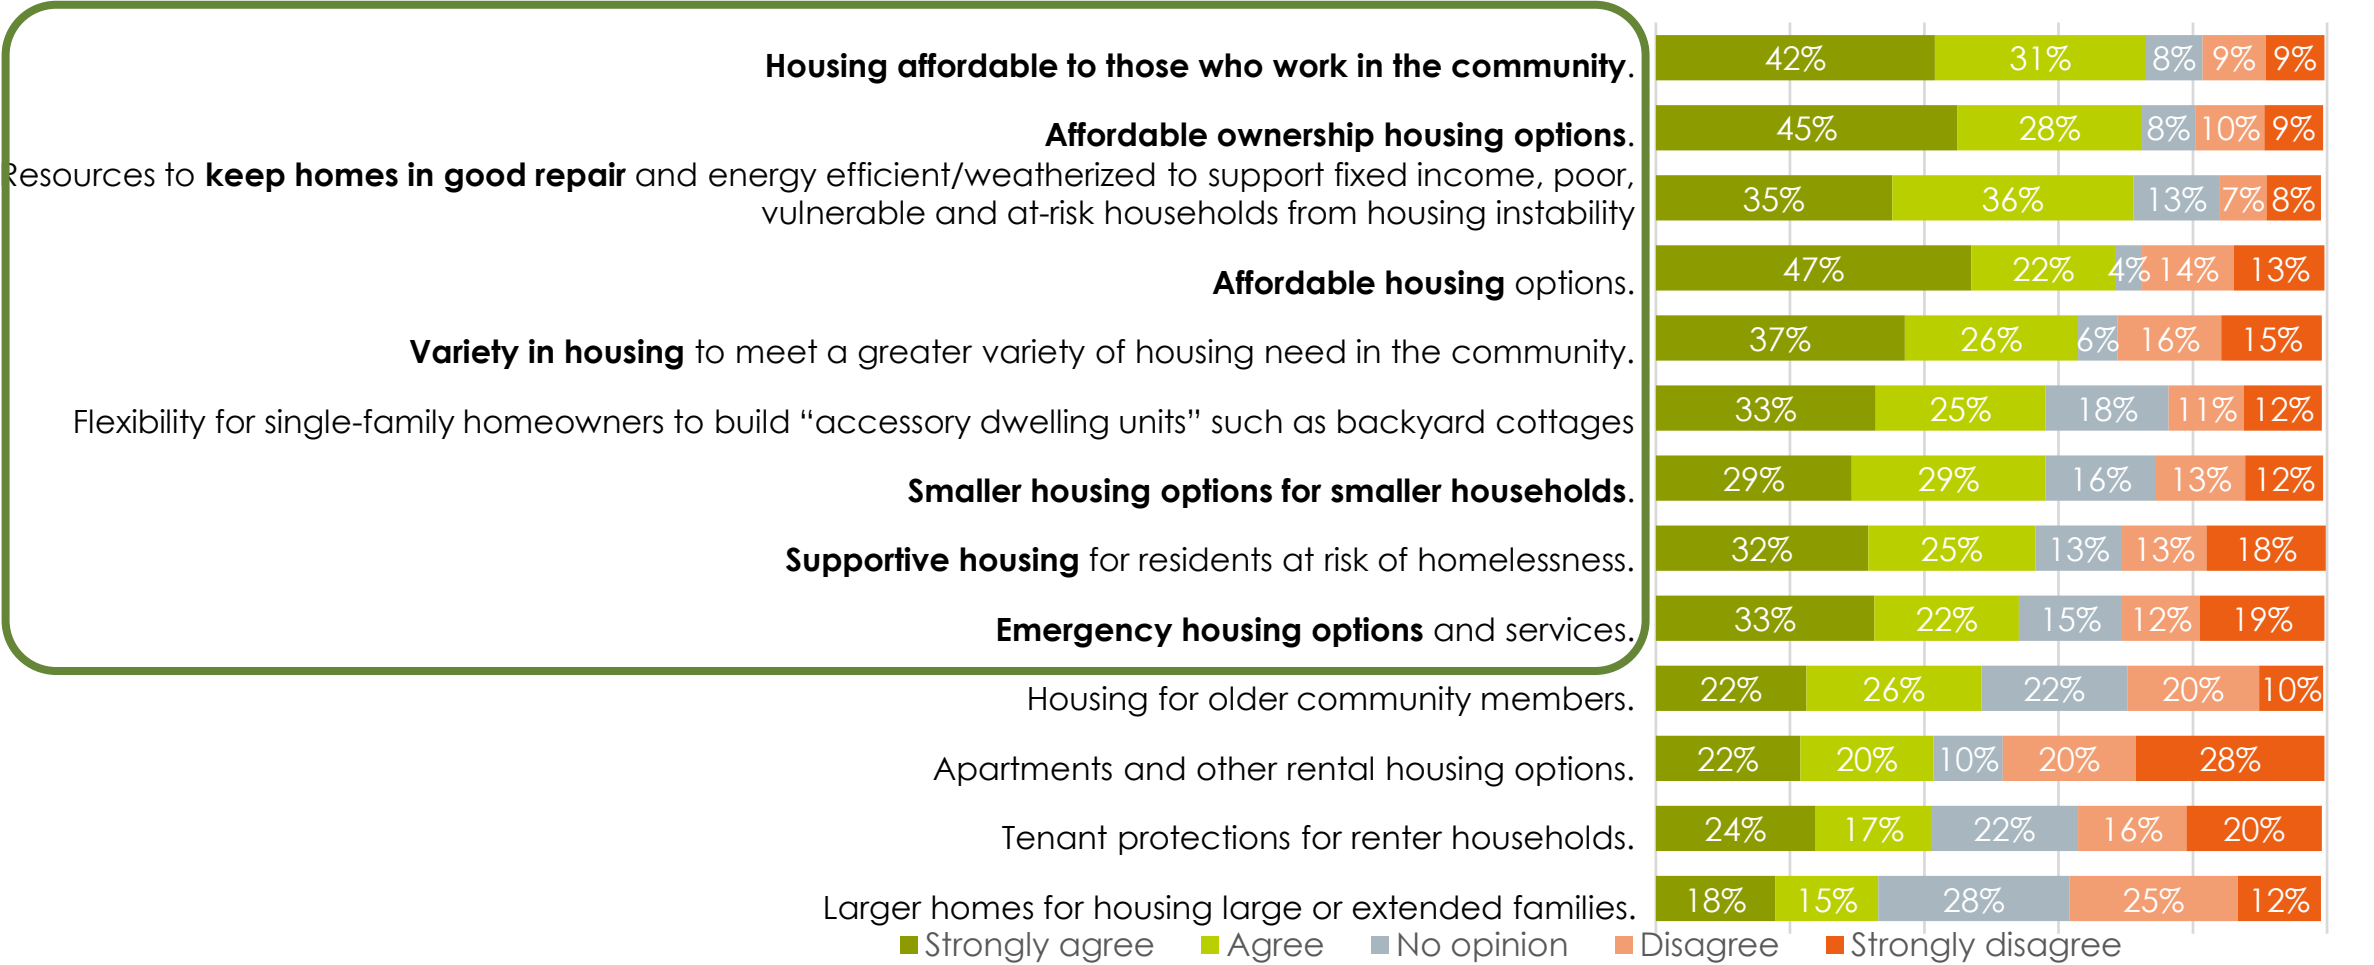 Housing affordable to those who work in the community. 42% 31% 8% 9% 9%
Affordable ownership housing options. 45% 28% 8% 10% 9%
Resources to keep homes in good repair and energy efficient/weatherized to support fixed income, poor,
vulnerable and at-risk households from housing instability 35% 36% 13% 7% 8%
Affordable housing options. 47% 22% 4% 14% 13%
Variety in housing to meet a greater variety of housing need in the community. 37% 26% 6% 16% 15%
Flexibility for single-family homeowners to build “accessory dwelling units” such as backyard cottages 33% 25% 18% 11% 12%
Smaller housing options for smaller households. 29% 29% 16% 13% 12%
Supportive housing for residents at risk of homelessness. 32% 25% 13% 13% 18%
Emergency housing options and services. 33% 22% 15% 12% 19%
Housing for older community members. 22% 26% 22% 20% 10%
Apartments and other rental housing options. 22% 20% 10% 20% 28%
Tenant protections for renter households. 24% 17% 22% 16% 20%
Larger homes for housing large or extended families. 18% 15% 28% 25% 12%
Strongly agree Agree No opinion Disagree Strongly disagree